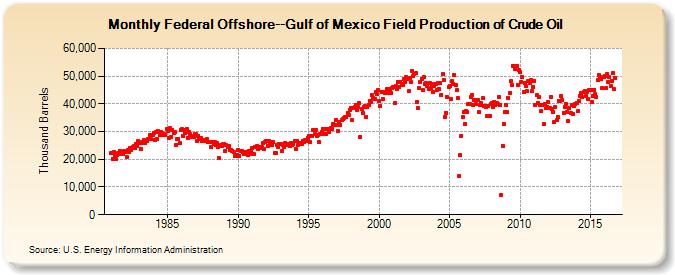 Monthly Federal Offshore--Gulf of Mexico Field Production of Crude Oil
Thousand Barrels
60,000
50,000
40,000
30,000
20,000
10,000
0
1985 1990 1995 2000 2005 2010 2015
Source: U.S. Energy Information Administration